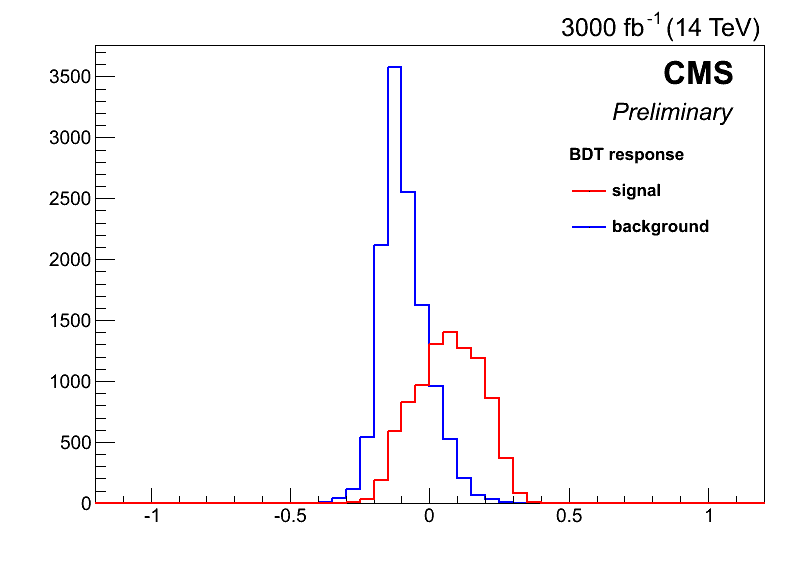 3000 fb⁻¹ (14 TeV)
CMS
Preliminary
BDT response
signal
background
3500
3000
2500
2000
1500
1000
500
0
-1 -0.5 0 0.5 1